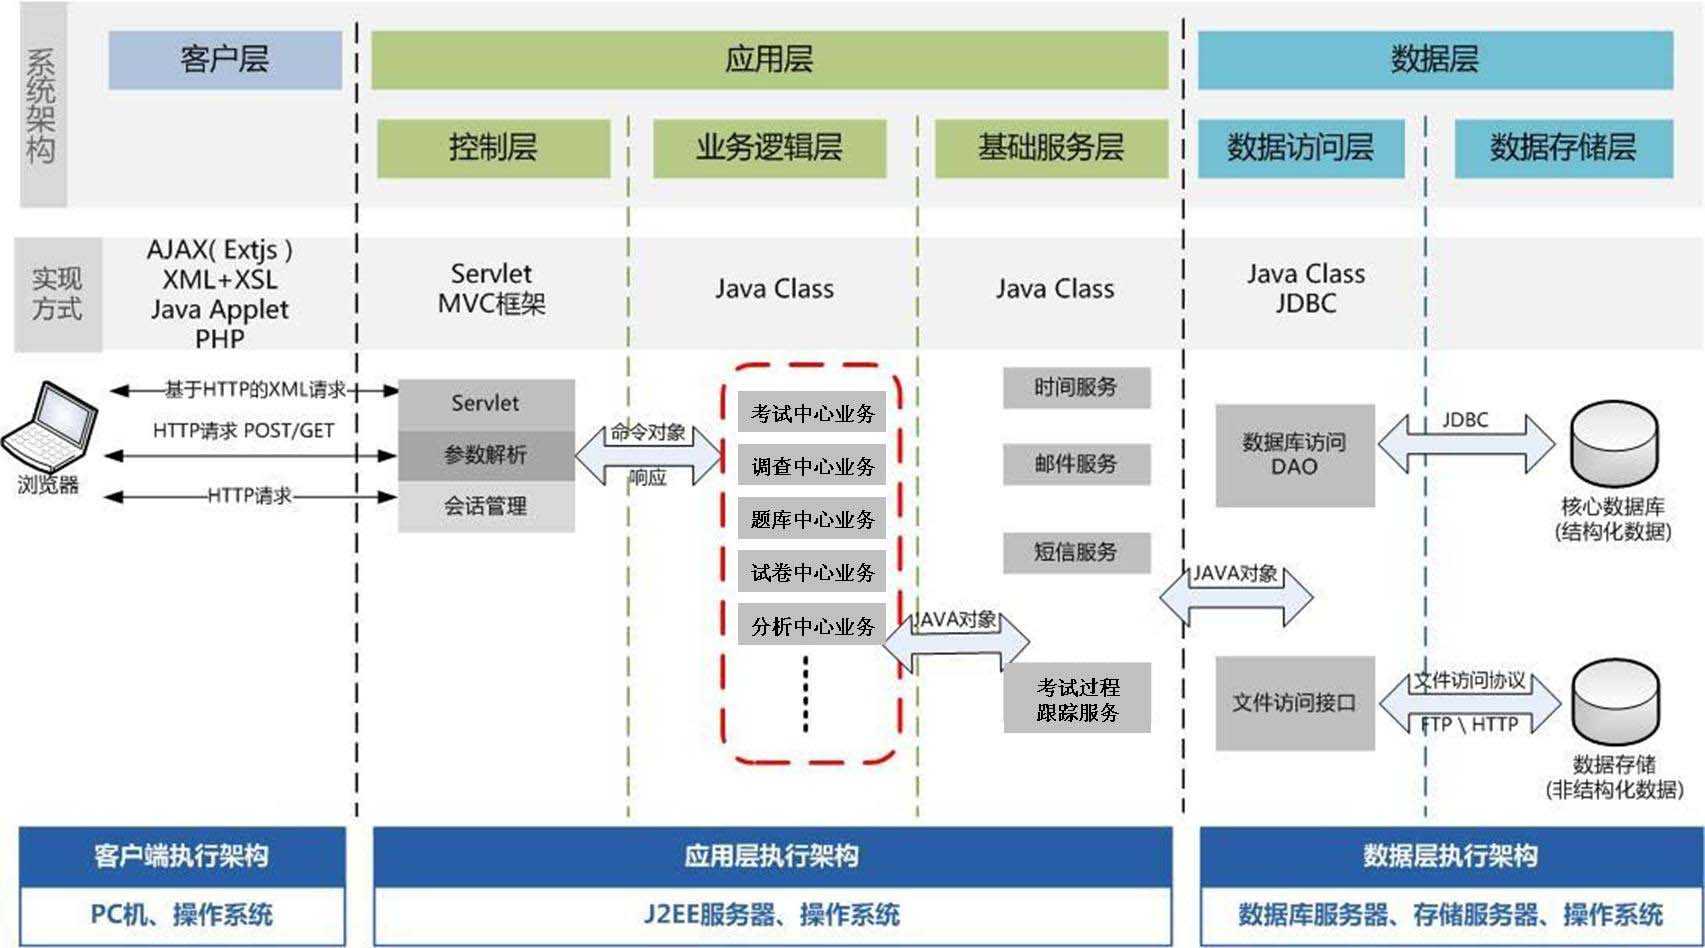 系统架构
客户层
应用层
数据层
控制层
业务逻辑层
基础服务层
数据访问层
数据存储层
实现
方式
AJAX( Extjs )
XML+XSL
Java Applet
PHP
Servlet
MVC框架
Java Class
Java Class
Java Class
JDBC
浏览器
基于HTTP的XML请求
HTTP请求 POST/GET
HTTP请求
Servlet
参数解析
会话管理
命令对象
响应
考试中心业务
调查中心业务
题库中心业务
试卷中心业务
分析中心业务
JAVA对象
时间服务
邮件服务
短信服务
考试过程
跟踪服务
JAVA对象
数据库访问
DAO
文件访问接口
JDBC
文件访问协议
FTP \ HTTP
核心数据库
(结构化数据)
数据存储
(非结构化数据)
客户端执行架构
PC机、操作系统
应用层执行架构
J2EE服务器、操作系统
数据层执行架构
数据库服务器、存储服务器、操作系统